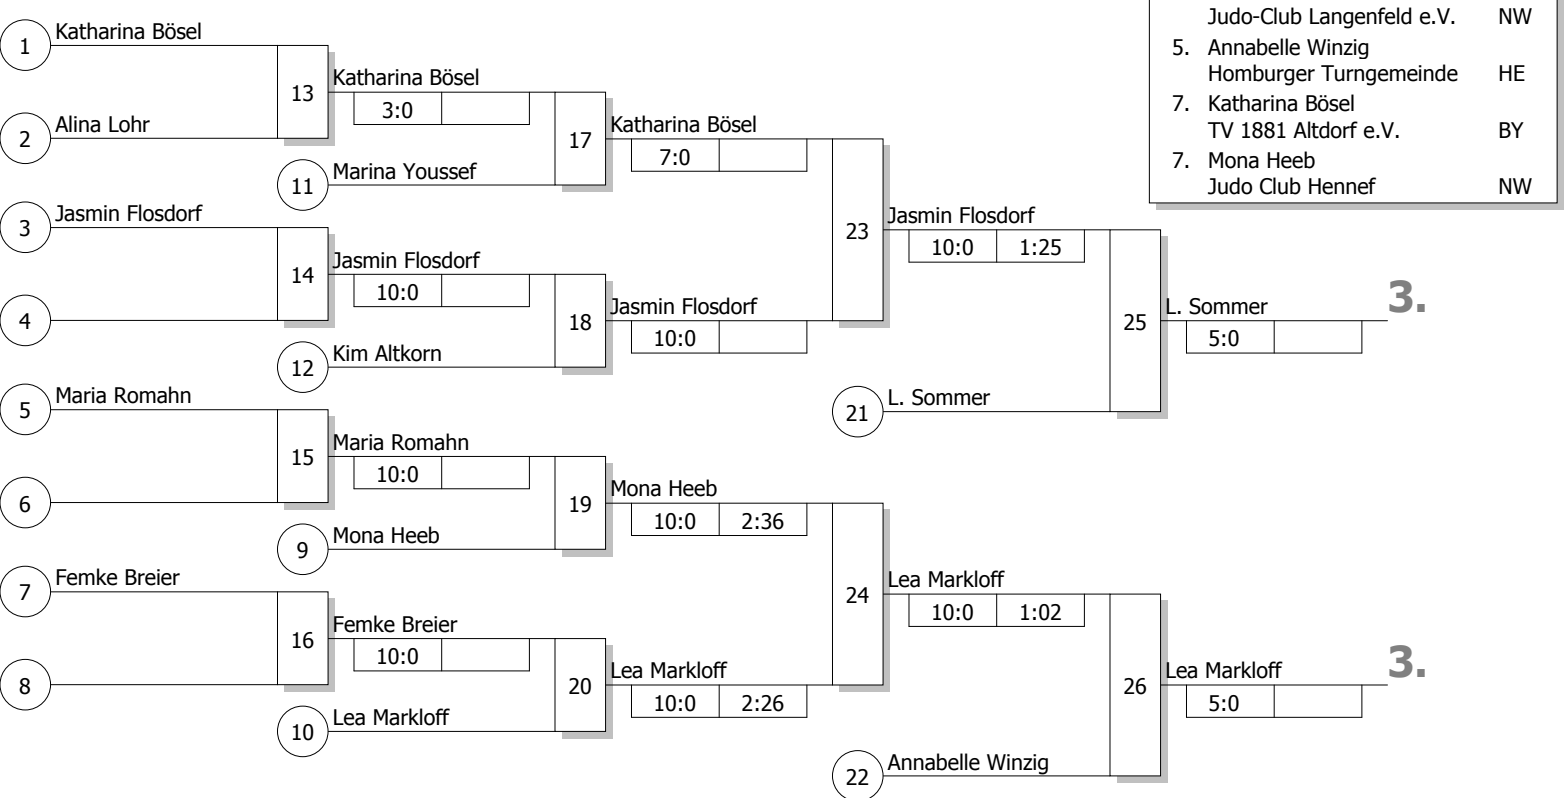 Judo-Club Langenfeld e.V. NW
5. Annabelle Winzig
Homburger Turngemeinde HE
7. Katharina Bösel
TV 1881 Altdorf e.V. BY
7. Mona Heeb
Judo Club Hennef NW
1 Katharina Bösel
2 Alina Lohr
13 Katharina Bösel
3:0
11 Marina Youssef
17 Katharina Bösel
7:0
3 Jasmin Flosdorf
4
14 Jasmin Flosdorf
10:0
12 Kim Altkorn
18 Jasmin Flosdorf
10:0
23 Jasmin Flosdorf
10:0 1:25
21 L. Sommer
25 L. Sommer
5:0
3.
5 Maria Romahn
6
15 Maria Romahn
10:0
9 Mona Heeb
19 Mona Heeb
10:0 2:36
7 Femke Breier
8
16 Femke Breier
10:0
10 Lea Markloff
20 Lea Markloff
10:0 2:26
24 Lea Markloff
10:0 1:02
22 Annabelle Winzig
26 Lea Markloff
5:0
3.